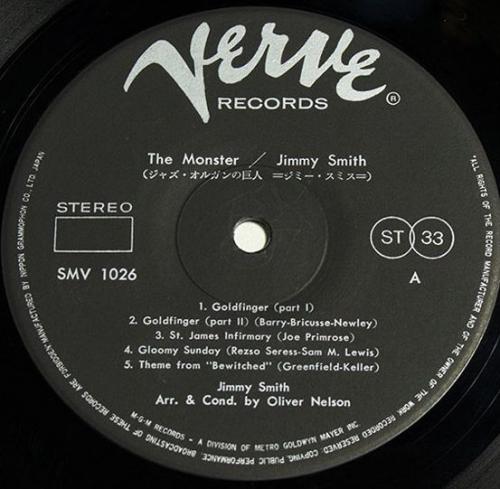 Verve
RECORDS ®
The Monster / Jimmy Smith
(ジャズ・オルガンの巨人 =ジミー・スミス=)
STEREO
SMV 1026
ST 33
A
1. Goldfinger (part I)
2. Goldfinger (part II) (Barry-Bricusse-Newley)
3. St. James Infirmary (Joe Primrose)
4. Gloomy Sunday (Rezso Seress-Sam M. Lewis)
5. Theme from "Bewitched" (Greenfield-Keller)
Jimmy Smith
Arr. & Cond. by Oliver Nelson
M-G-M RECORDS - A DIVISION OF METRO GOLDWYN MAYER INC.
"ALL RIGHTS OF THE RECORD MANUFACTURER AND OF THE OWNER OF THE WORK RECORDED RESERVED. COPYING, PUBLIC PERFORMANCE, BROADCASTING OF THESE RECORDS ARE FORBIDDEN" MANUFACTURED BY NIPPON GRAMMOPHON CO., LTD. JAPAN